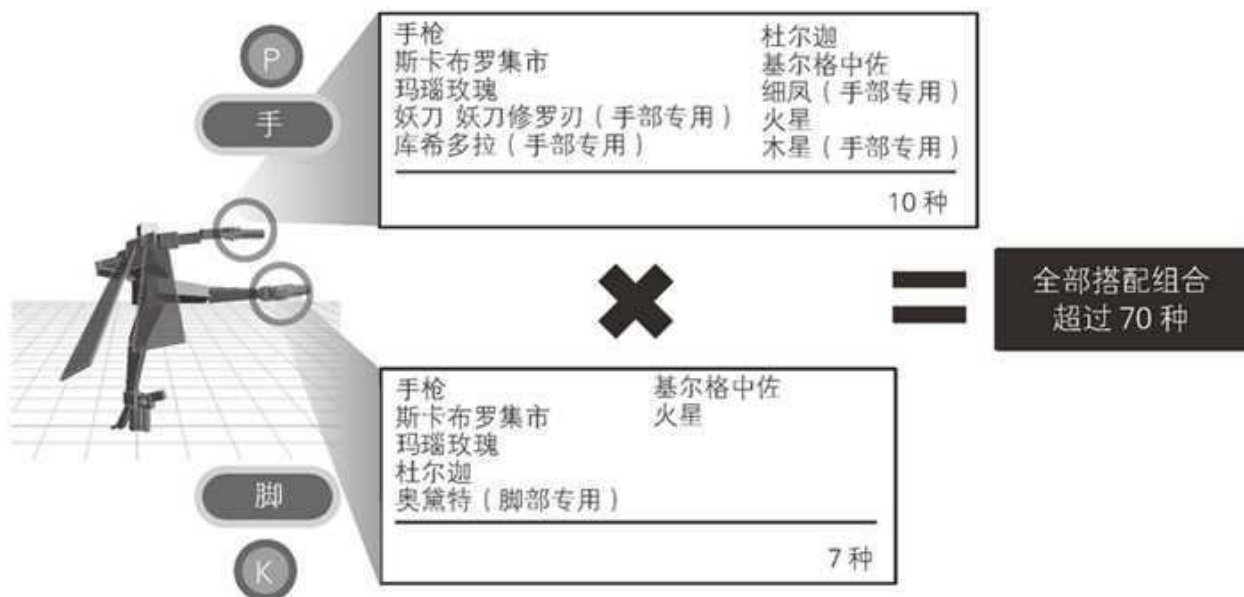 P
手
手枪
斯卡布罗集市
玛瑙玫瑰
妖刀 妖刀修罗刃（手部专用）
库希多拉（手部专用）
杜尔迦
基尔格中佐
细凤（手部专用）
火星
木星（手部专用）
10 种
全部搭配组合
超过 70 种
手枪
斯卡布罗集市
玛瑙玫瑰
杜尔迦
奥黛特（脚部专用）
基尔格中佐
火星
7 种
脚
K